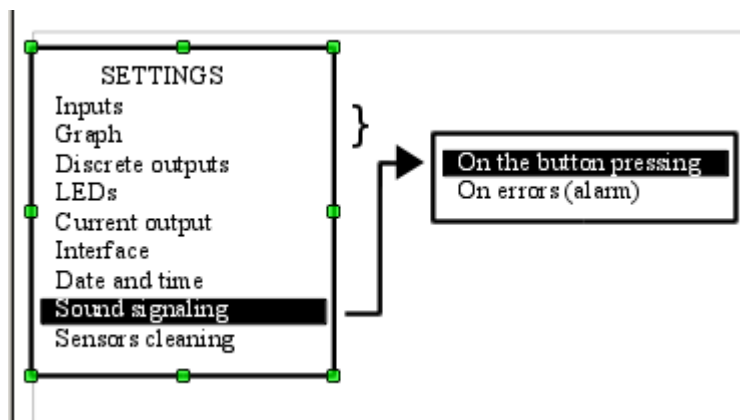 SETTINGS
Inputs
Graph
Discrete outputs
LEDs
Current output
Interface
Date and time
Sound signaling
Sensors cleaning
}
On the button pressing
On errors (alarm)